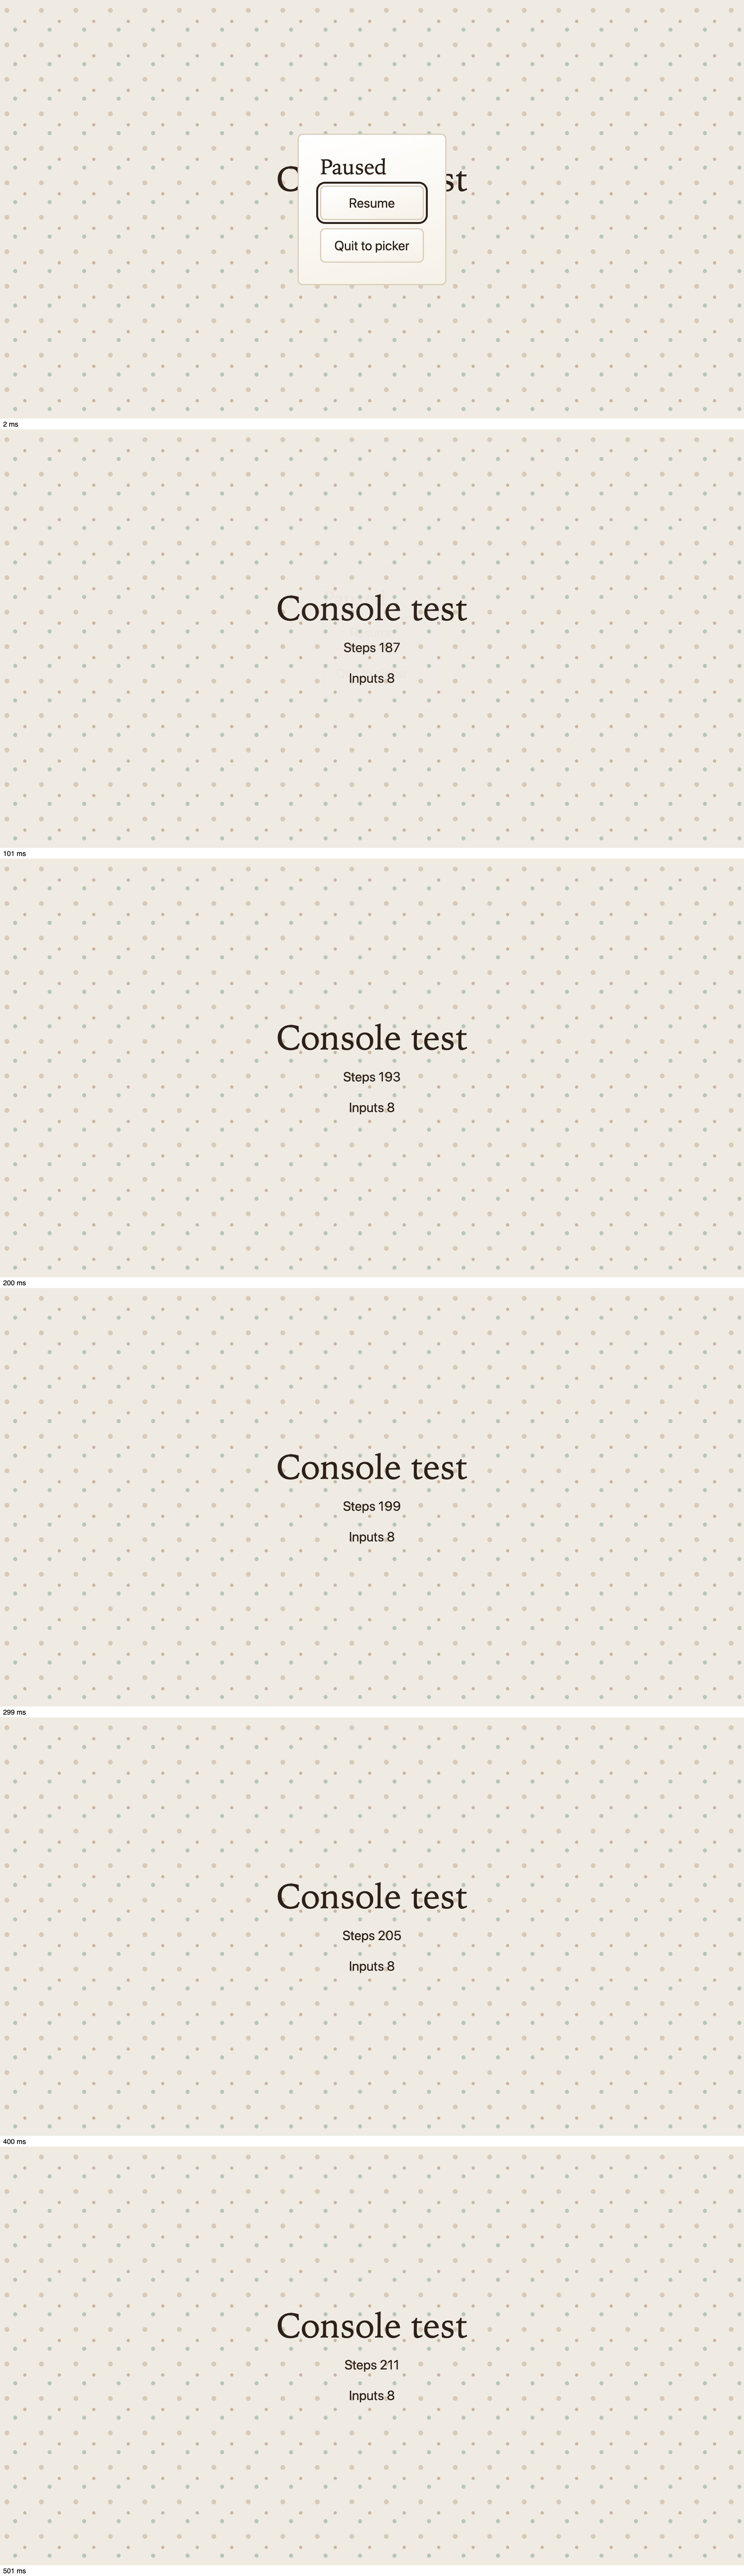 Paused
C st
Resume
Quit to picker
2 ms
Console test
Steps 187
Inputs 8
101 ms
Console test
Steps 193
Inputs 8
200 ms
Console test
Steps 199
Inputs 8
299 ms
Console test
Steps 205
Inputs 8
400 ms
Console test
Steps 211
Inputs 8
501 ms